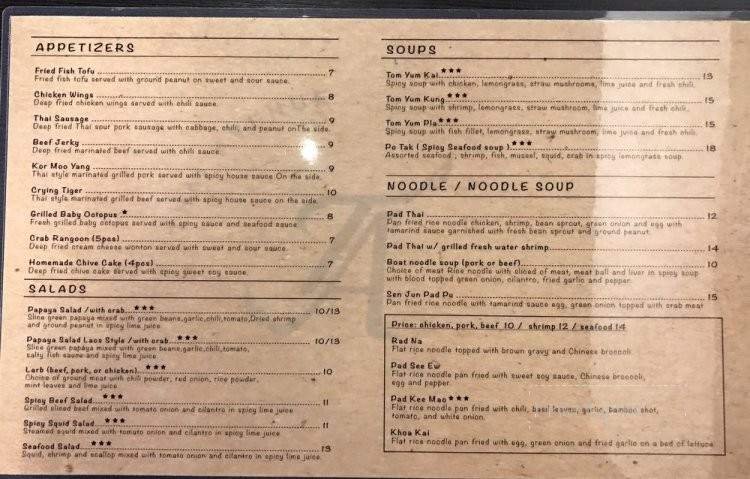 APPETIZERS
Fried Fish Tofu 7
Fried fish tofu served with ground peanut on sweet and sour sauce.
Chicken Wings 8
Deep fried chicken wings served with chili sauce.
Thai Sausage 9
Deep fried Thai sour pork sausage with cabbage, chili, and peanut on the side.
Beef Jerky 9
Deep fried marinated beef served with chili sauce.
Kor Moo Yang 9
Thai style marinated grilled pork served with spicy house sauce On the side.
Crying Tiger 10
Thai style marinated grilled beef served with spicy house sauce on the side.
Grilled Baby Octopus ★ 8
Fresh grilled baby octopus served with spicy sauce and seafood sauce
Crab Rangoon (5pcs) 7
Deep fried cream cheese wonton served with sweet and sour sauce.
Homemade Chive Cake (4pcs) 7
Deep fried chive cake served with spicy sweet soy sauce.
SALADS
Papaya Salad /with crab ★★★ 10/13
Slice green papaya mixed with green beans,garlic,chili,tomato,Dried shrimp
and ground peanut in spicy lime juice
Papaya Salad Laos Style /with crab ★★★ 10/13
Slice green papaya mixed with green beans,garlic,chili,tomato,
salty fish sauce and spicy lime juice
Larb (beef, pork, or chicken) ★★★ 10
Choice of ground meat with chili powder, red onion, rice powder,
mint leaves and lime juice.
Spicy Beef Salad ★★★ 11
Grilled sliced beef mixed with tomato onion and cilantro in spicy lime juice
Spicy Squid Salad ★★★ 11
Steamed squid mixed with tomato onion and cilantro in spicy lime juice
Seafood Salad ★★★ 13
Squid, shrimp and scallop mixed with tomato onion and cilantro in spicy lime juice.
SOUPS
Tom Yum Kai ★★★ 13
Spicy soup with chicken, lemongrass, straw mushroom, lime juice and fresh chili.
Tom Yum Kung ★★★ 15
Spicy soup with shrimp, lemongrass, straw mushroom, lime juice and fresh chili.
Tom Yum Pla ★★★ 15
Spicy soup with fish fillet, lemongrass, straw mushroom, lime juice and fresh chili.
Po Tak ( Spicy Seafood soup ) ★★★ 18
Assorted seafood , shrimp, fish, mussel, squid, crab in spicy lemongrass soup.
NOODLE / NOODLE SOUP
Pad Thai 12
Pan fried rice noodle chicken, shrimp, bean sprout, green onion and egg with
tamarind sauce garnished with fresh bean sprout and ground peanut.
Pad Thai w/ grilled fresh water shrimp 14
Boat noodle soup (pork or beef) 10
Choice of meat Rice noodle with sliced of meat, meat ball and liver in spicy soup
with blood topped green onion, cilantro, fried garlic and pepper.
Sen Jun Pad Pu 15
Pan fried rice noodle with tamarind sauce egg, green onion topped with crab meat
Price: chicken, pork, beef 10 / shrimp 12 / seafood 14
Rad Na
Flat rice noodle topped with brown gravy and Chinese broccoli.
Pad See Ew
Flat rice noodle pan fried with sweet soy sauce, Chinese broccoli,
egg and pepper.
Pad Kee Mao ★★★
Flat rice noodle pan fried with chili, basil leaves, garlic, bamboo shot,
tomato, and white onion.
Khoa Kai
Flat rice noodle pan fried with egg, green onion and fried garlic on a bed of lettuce